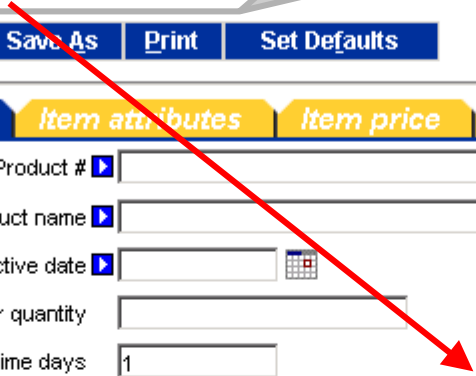 Save As Print Set Defaults
Item attributes Item price
Product #
uct name
ctive date
r quantity
ime days 1